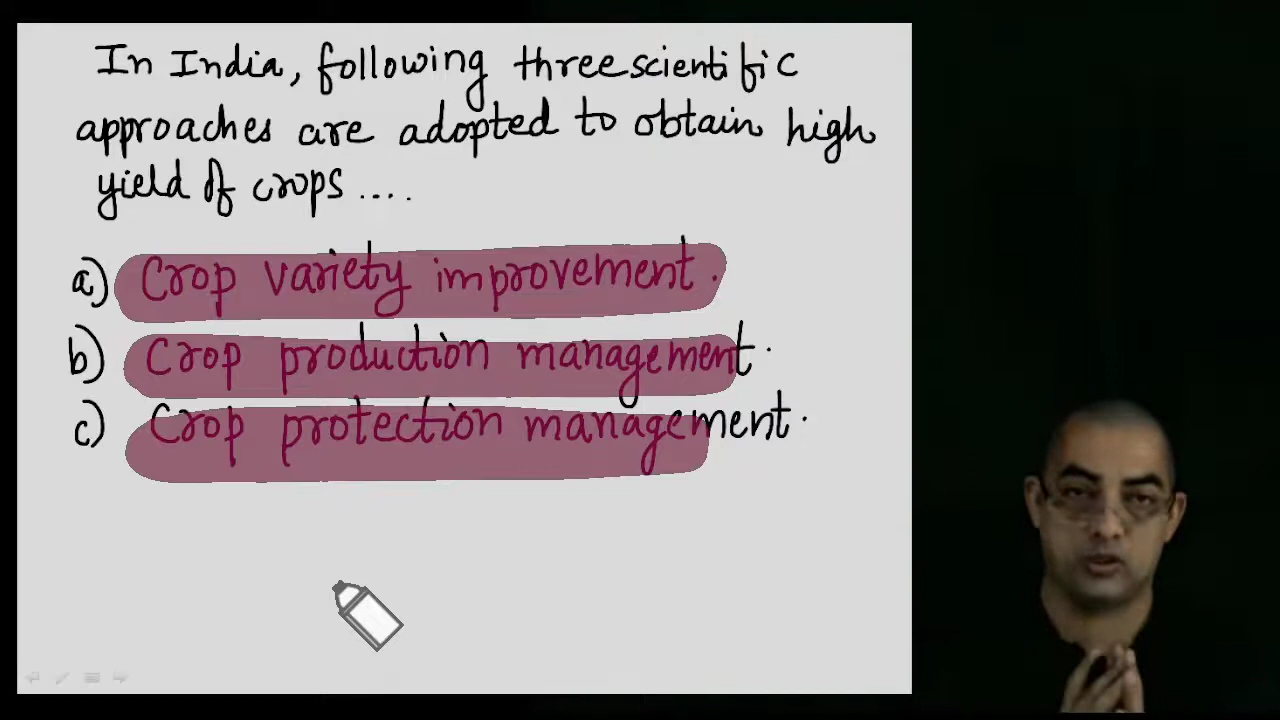 In India, following three scientific
approaches are adopted to obtain high
yield of crops ....
a) Crop variety improvement.
b) Crop production management.
c) Crop protection management.